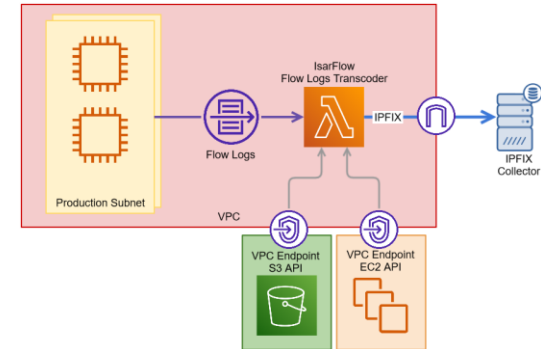 IsarFlow
Flow Logs Transcoder
IPFIX
Flow Logs
IPFIX
Collector
Production Subnet
VPC
VPC Endpoint
S3 API
VPC Endpoint
EC2 API